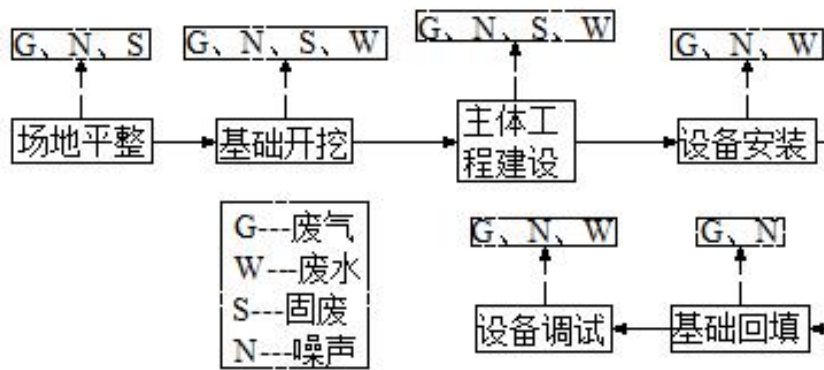 G、N、S
G、N、S、W
G、N、S、W
G、N、W
场地平整
基础开挖
主体工
程建设
设备安装
G---废气
W---废水
S---固废
N---噪声
G、N、W
G、N
设备调试
基础回填